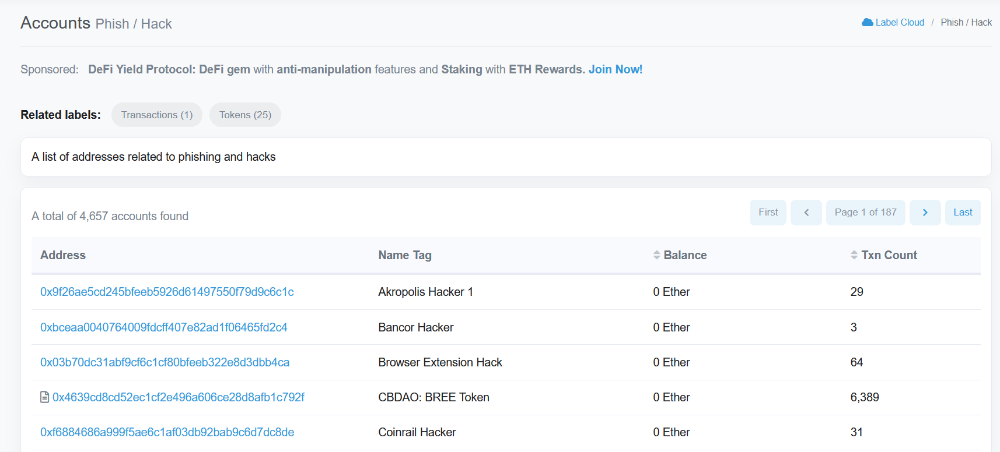 Accounts Phish / Hack
Label Cloud / Phish / Hack
Sponsored: DeFi Yield Protocol: DeFi gem with anti-manipulation features and Staking with ETH Rewards. Join Now!
Related labels: Transactions (1) Tokens (25)
A list of addresses related to phishing and hacks
A total of 4,657 accounts found
First Page 1 of 187 Last
Address Name Tag Balance Txn Count
0x9f26ae5cd245bfeeb5926d61497550f79d9c6c1c Akropolis Hacker 1 0 Ether 29
0xbceaa0040764009fdcff407e82ad1f06465fd2c4 Bancor Hacker 0 Ether 3
0x03b70dc31abf9cf6c1cf80bfeeb322e8d3dbb4ca Browser Extension Hack 0 Ether 64
0x4639cd8cd52ec1cf2e496a606ce28d8afb1c792f CBDAO: BREE Token 0 Ether 6,389
0xf6884686a999f5ae6c1af03db92bab9c6d7dc8de Coinrail Hacker 0 Ether 31